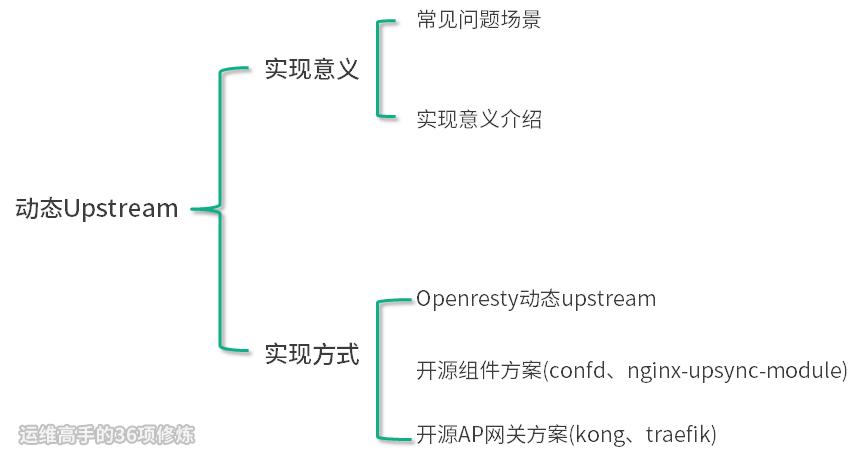 动态Upstream
实现意义
常见问题场景
实现意义介绍
实现方式
Openresty动态upstream
开源组件方案(confd、nginx-upsync-module)
开源AP网关方案(kong、traefik)
运维高手的36项修炼